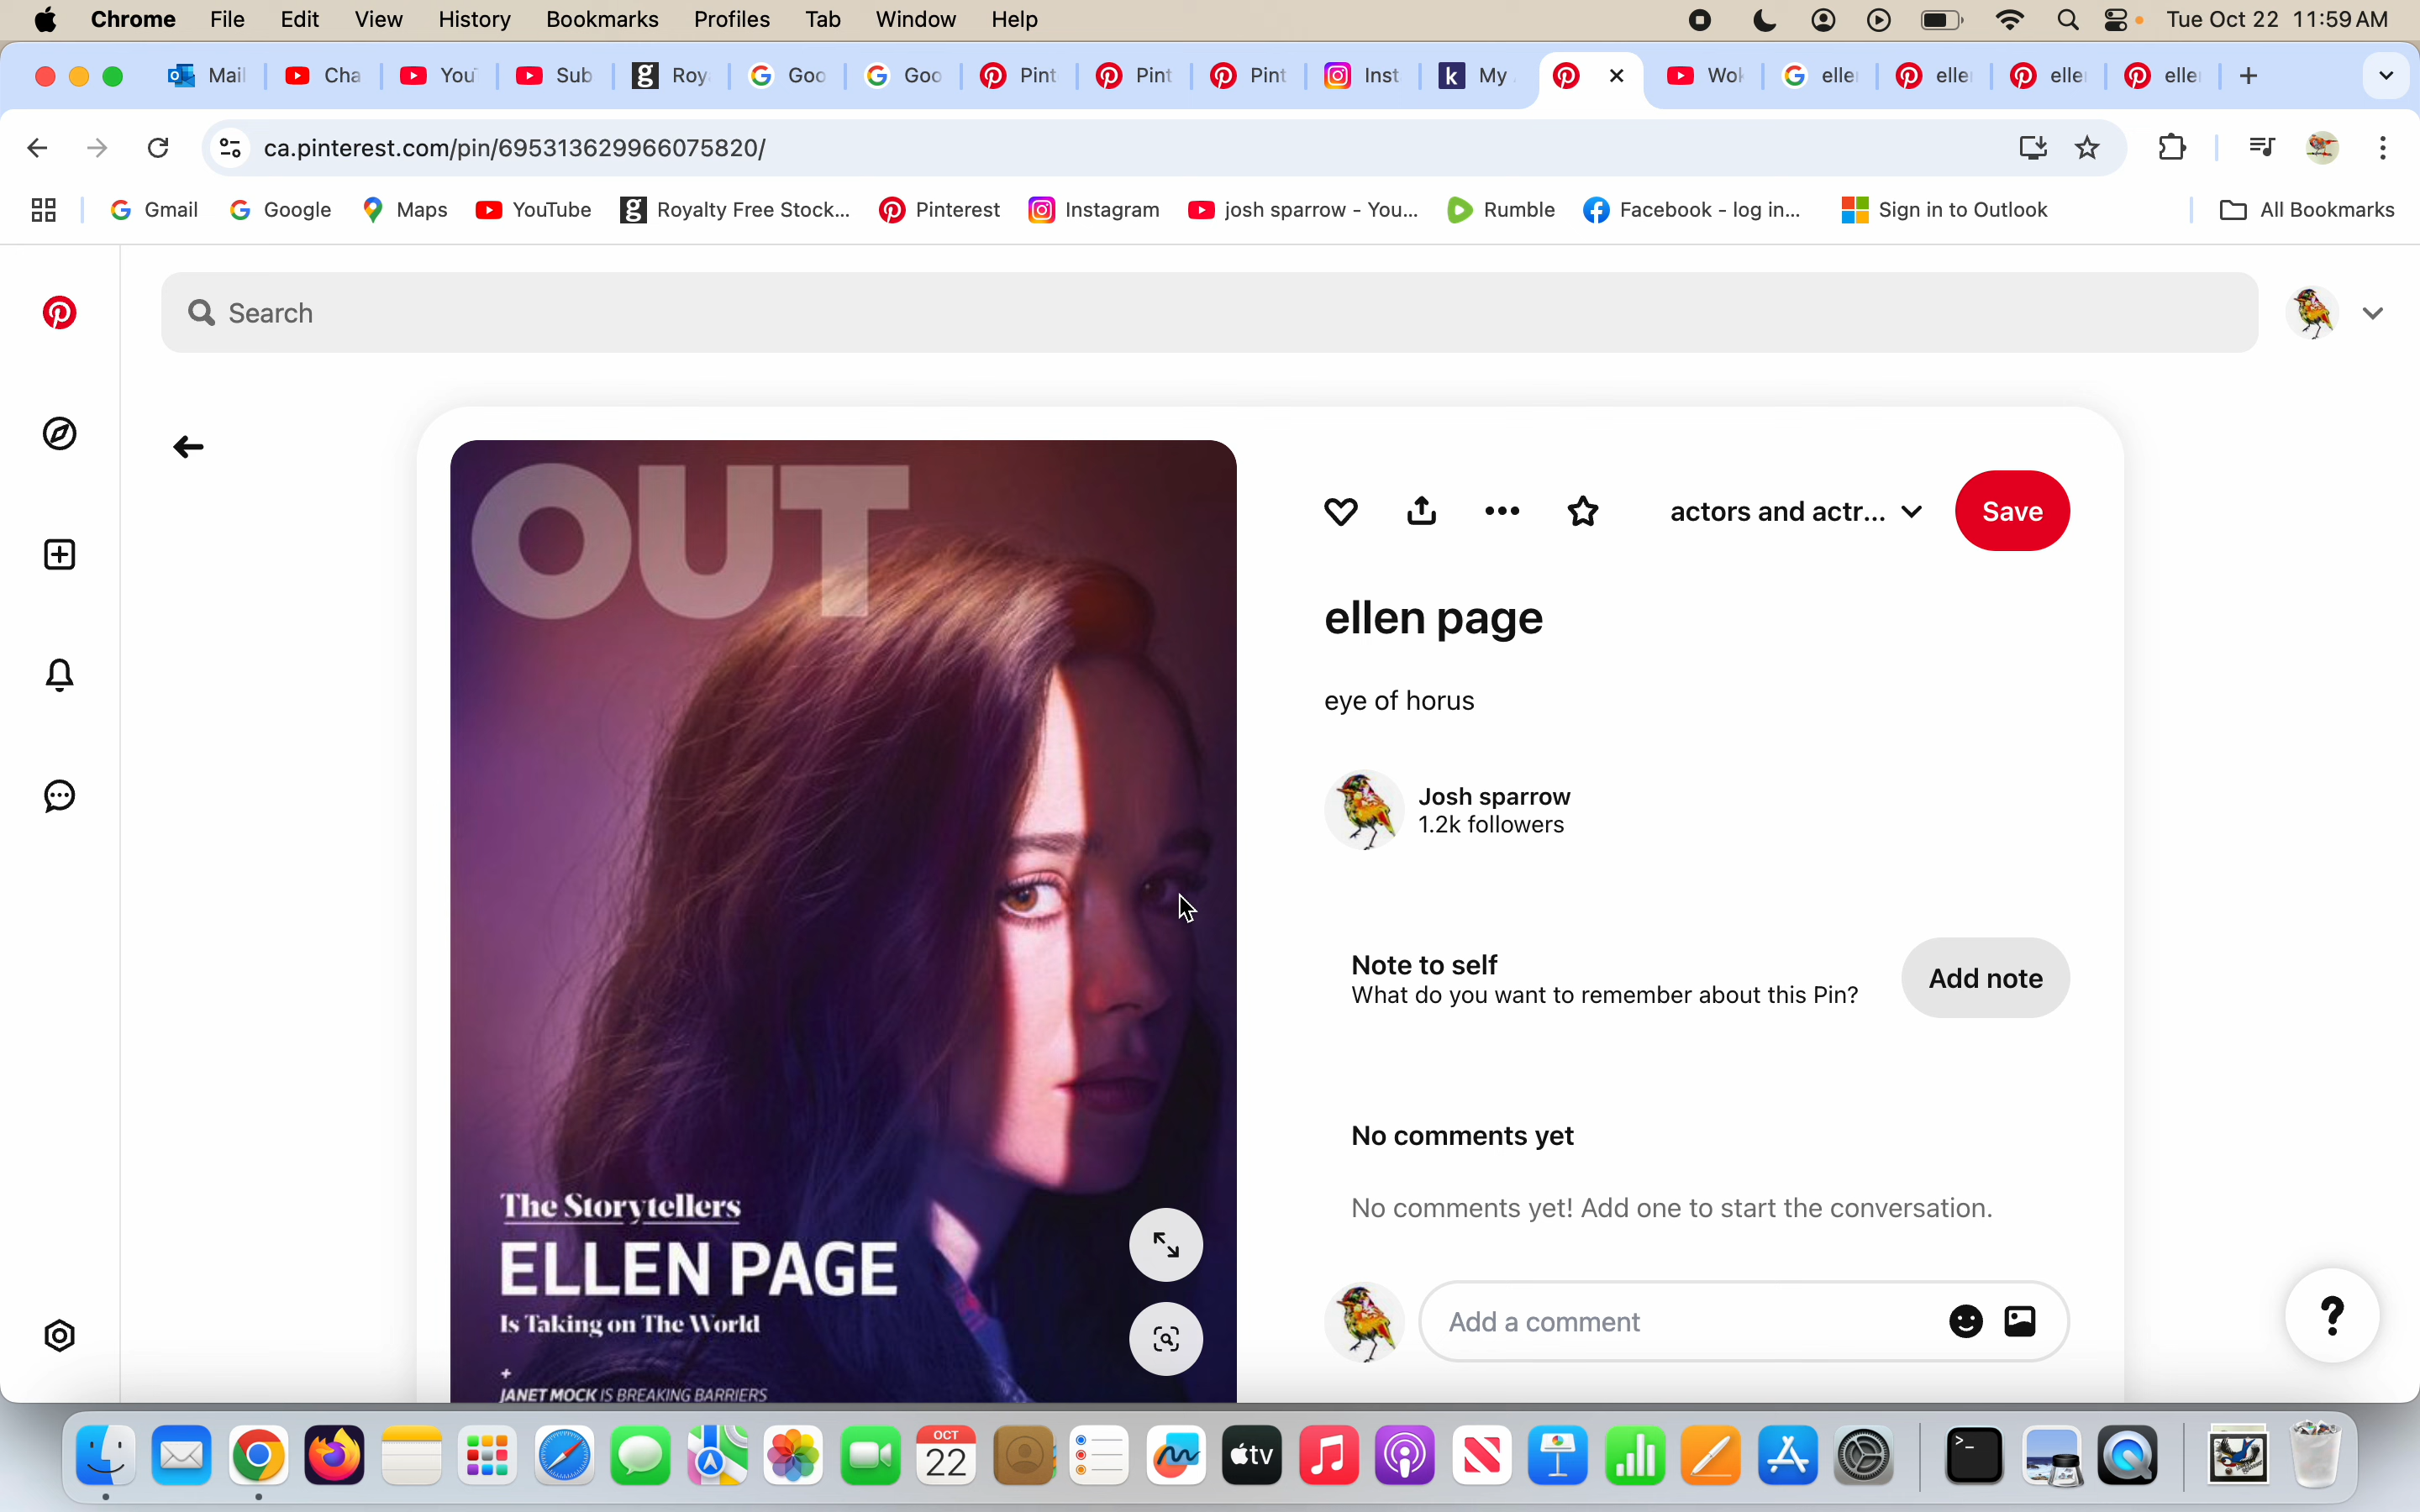 Chrome File Edit View History Bookmarks Profiles Tab Window Help Tue Oct 22 11:59 AM
Mail Cha You Sub Roy Goo Goo Pint Pint Pint Inst My Wok elle elle elle elle
ca.pinterest.com/pin/695313629966075820/
Gmail Google Maps YouTube Royalty Free Stock... Pinterest Instagram josh sparrow - You... Rumble Facebook - log in... Sign in to Outlook All Bookmarks
Search
OUT
actors and actr... Save
ellen page
eye of horus
Josh sparrow
1.2k followers
Note to self
What do you want to remember about this Pin?
Add note
No comments yet
No comments yet! Add one to start the conversation.
The Storytellers
ELLEN PAGE
Is Taking on The World
+
JANET MOCK IS BREAKING BARRIERS
Add a comment
?
OCT
22
tv